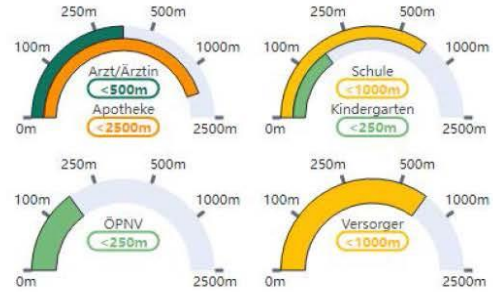 250m 500m
100m 1000m
Arzt/Ärztin
<500m
Apotheke
<2500m
0m 2500m
250m 500m
100m 1000m
Schule
<1000m
Kindergarten
<250m
0m 2500m
250m 500m
100m 1000m
ÖPNV
<250m
0m 2500m
250m 500m
100m 1000m
Versorger
<1000m
0m 2500m